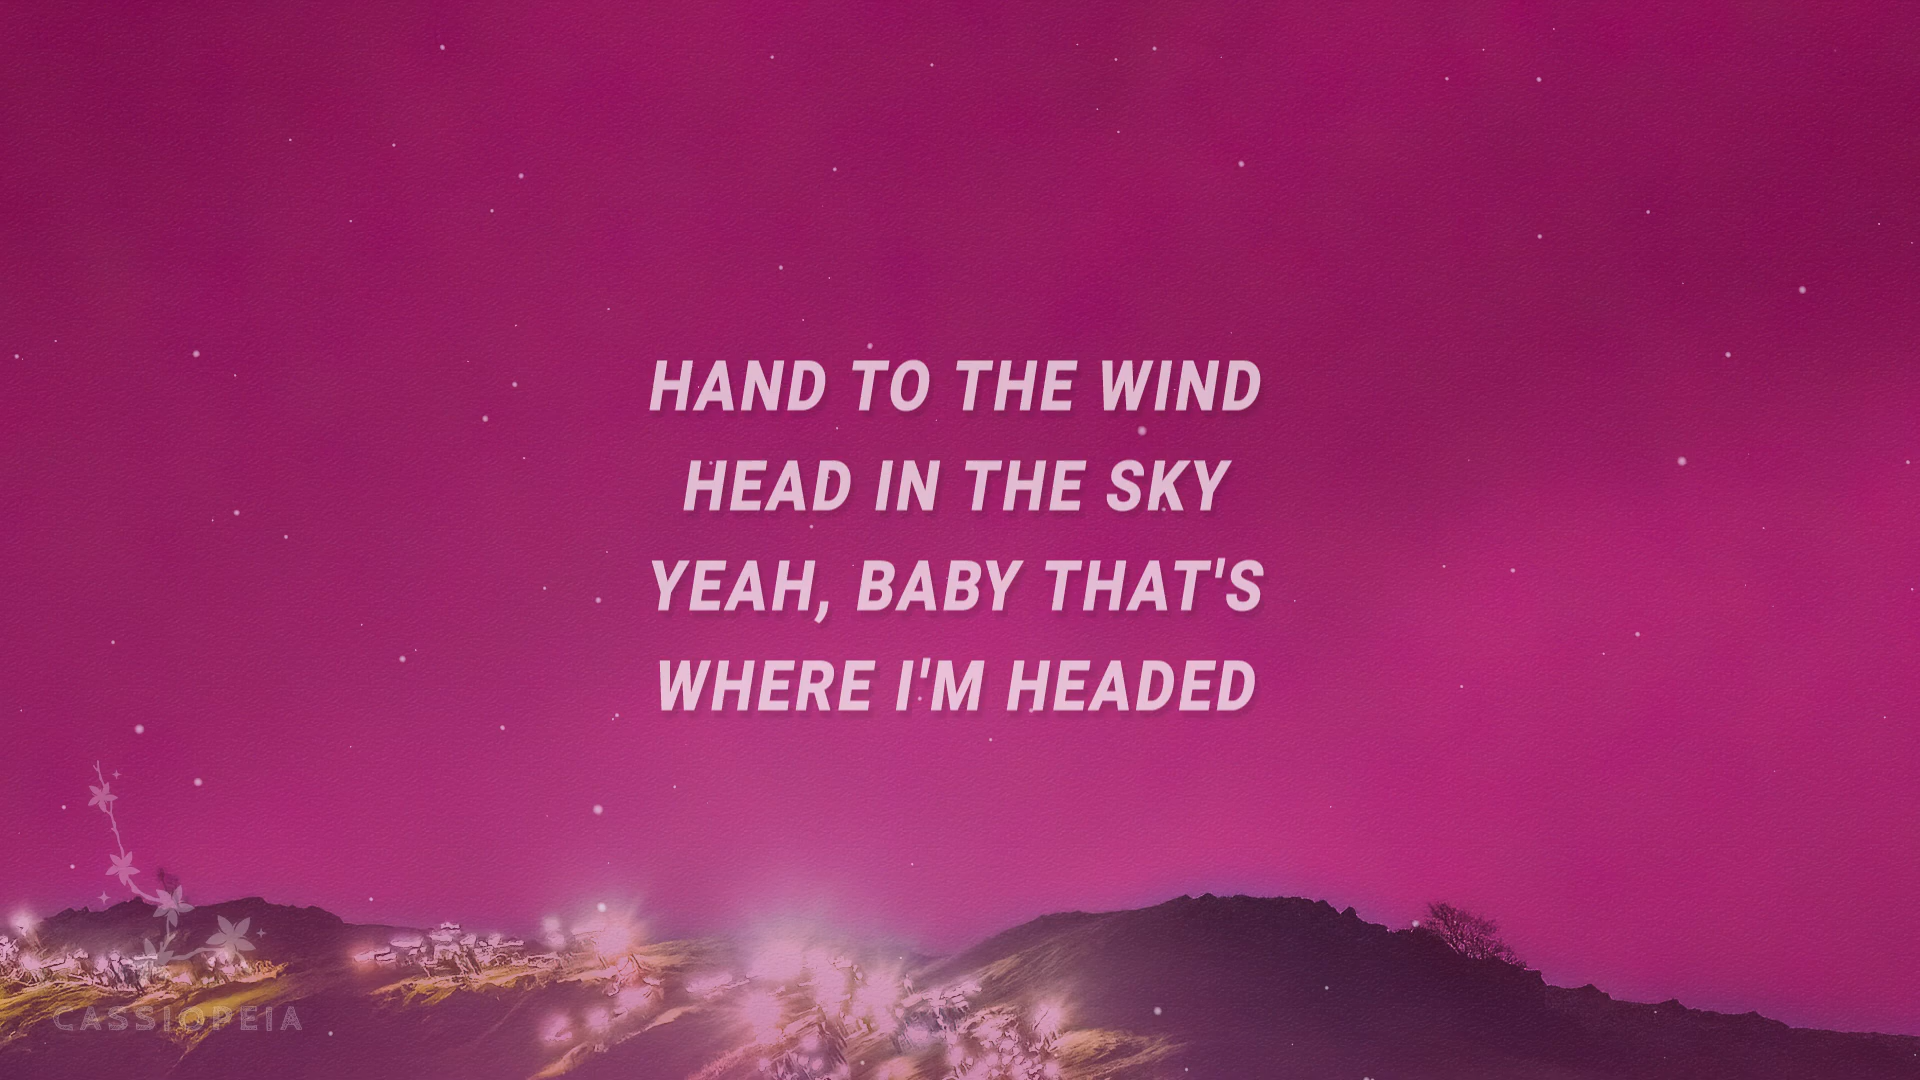 HAND TO THE WIND
HEAD IN THE SKY
YEAH, BABY THAT'S
WHERE I'M HEADED
CASSIOPEIA